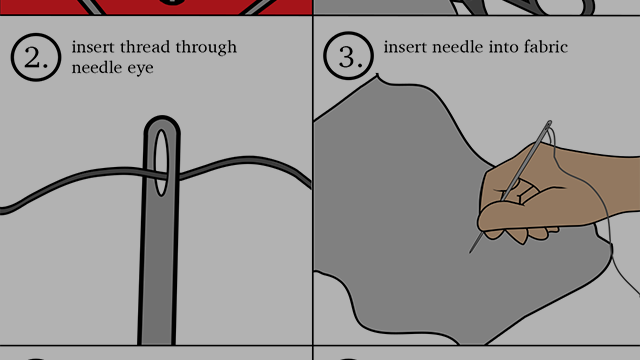 2.
insert thread through
needle eye
3.
insert needle into fabric